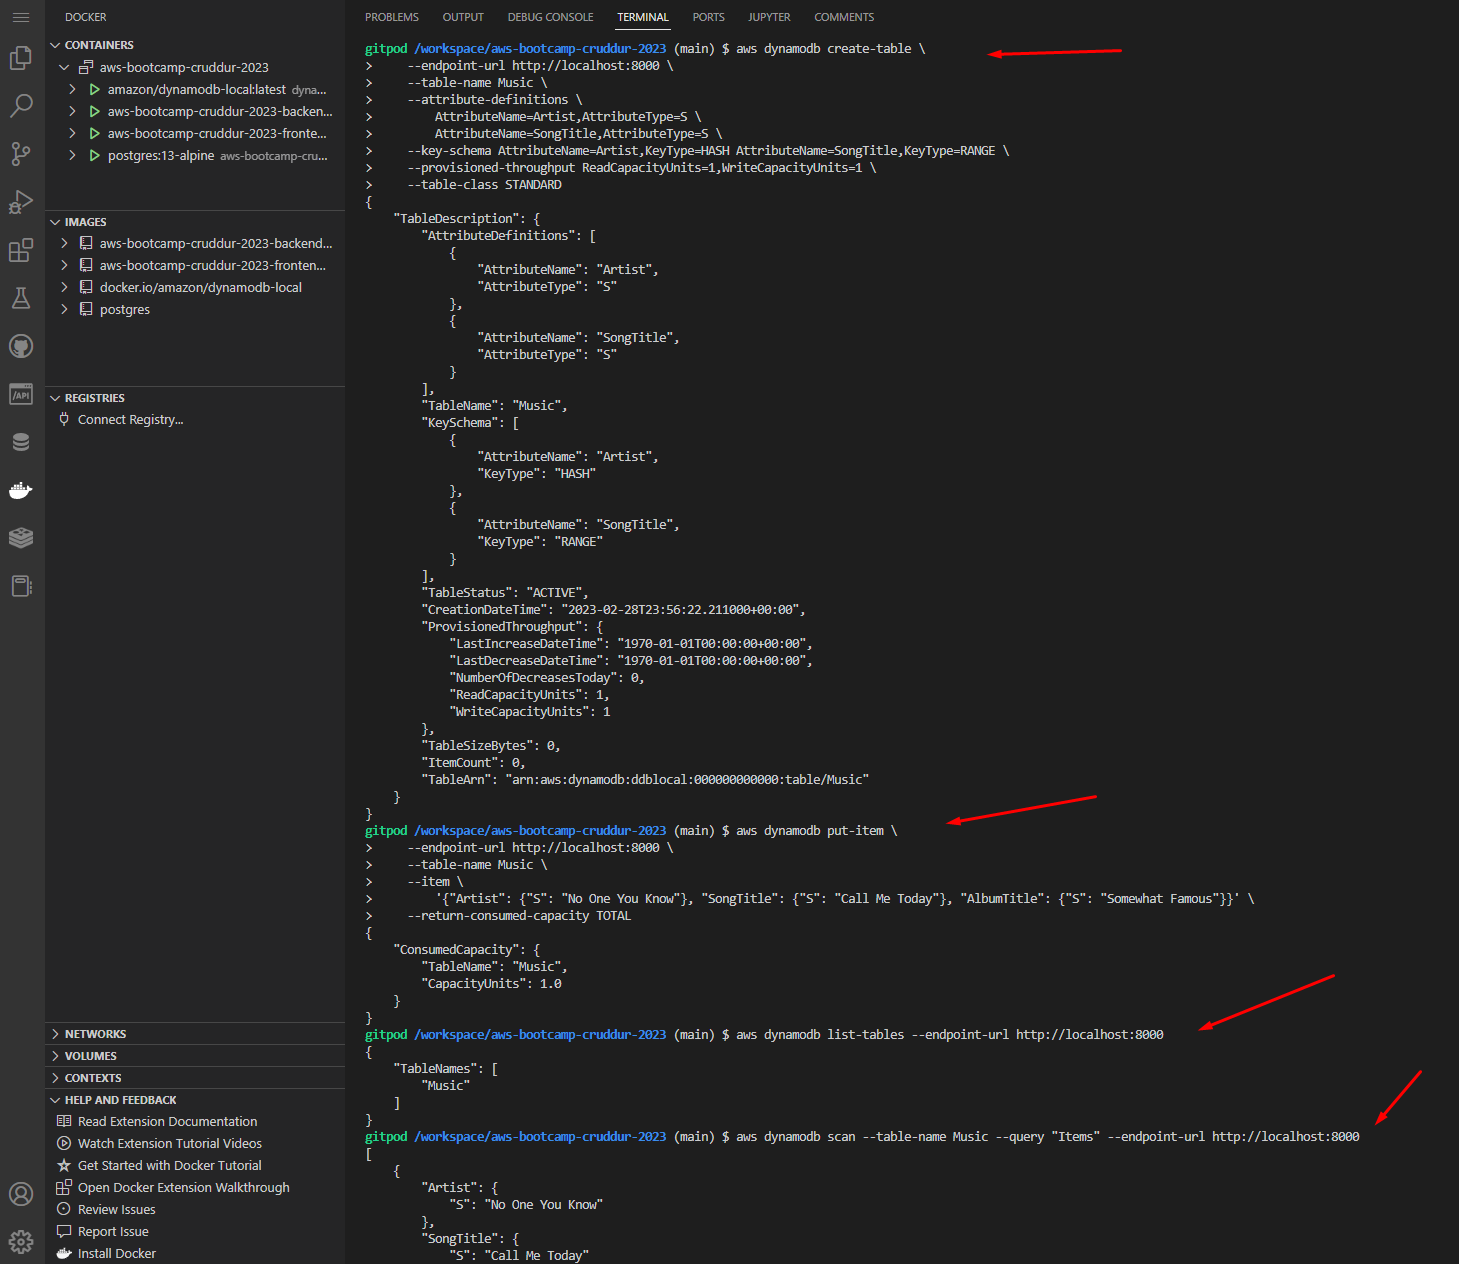 DOCKER
CONTAINERS
aws-bootcamp-cruddur-2023
amazon/dynamodb-local:latest dyna...
aws-bootcamp-cruddur-2023-backen...
aws-bootcamp-cruddur-2023-fronte...
postgres:13-alpine aws-bootcamp-cru...
IMAGES
aws-bootcamp-cruddur-2023-backend...
aws-bootcamp-cruddur-2023-fronten...
docker.io/amazon/dynamodb-local
postgres
REGISTRIES
Connect Registry...
NETWORKS
VOLUMES
CONTEXTS
HELP AND FEEDBACK
Read Extension Documentation
Watch Extension Tutorial Videos
Get Started with Docker Tutorial
Open Docker Extension Walkthrough
Review Issues
Report Issue
Install Docker
/API
PROBLEMS OUTPUT DEBUG CONSOLE TERMINAL PORTS JUPYTER COMMENTS
gitpod /workspace/aws-bootcamp-cruddur-2023 (main) $ aws dynamodb create-table \
> --endpoint-url http://localhost:8000 \
> --table-name Music \
> --attribute-definitions \
> AttributeName=Artist,AttributeType=S \
> AttributeName=SongTitle,AttributeType=S \
> --key-schema AttributeName=Artist,KeyType=HASH AttributeName=SongTitle,KeyType=RANGE \
> --provisioned-throughput ReadCapacityUnits=1,WriteCapacityUnits=1 \
> --table-class STANDARD
{
"TableDescription": {
"AttributeDefinitions": [
{
"AttributeName": "Artist",
"AttributeType": "S"
},
{
"AttributeName": "SongTitle",
"AttributeType": "S"
}
],
"TableName": "Music",
"KeySchema": [
{
"AttributeName": "Artist",
"KeyType": "HASH"
},
{
"AttributeName": "SongTitle",
"KeyType": "RANGE"
}
],
"TableStatus": "ACTIVE",
"CreationDateTime": "2023-02-28T23:56:22.211000+00:00",
"ProvisionedThroughput": {
"LastIncreaseDateTime": "1970-01-01T00:00:00+00:00",
"LastDecreaseDateTime": "1970-01-01T00:00:00+00:00",
"NumberOfDecreasesToday": 0,
"ReadCapacityUnits": 1,
"WriteCapacityUnits": 1
},
"TableSizeBytes": 0,
"ItemCount": 0,
"TableArn": "arn:aws:dynamodb:ddblocal:000000000000:table/Music"
}
}
gitpod /workspace/aws-bootcamp-cruddur-2023 (main) $ aws dynamodb put-item \
> --endpoint-url http://localhost:8000 \
> --table-name Music \
> --item \
> '{"Artist": {"S": "No One You Know"}, "SongTitle": {"S": "Call Me Today"}, "AlbumTitle": {"S": "Somewhat Famous"}}' \
> --return-consumed-capacity TOTAL
{
"ConsumedCapacity": {
"TableName": "Music",
"CapacityUnits": 1.0
}
}
gitpod /workspace/aws-bootcamp-cruddur-2023 (main) $ aws dynamodb list-tables --endpoint-url http://localhost:8000
{
"TableNames": [
"Music"
]
}
gitpod /workspace/aws-bootcamp-cruddur-2023 (main) $ aws dynamodb scan --table-name Music --query "Items" --endpoint-url http://localhost:8000
[
{
"Artist": {
"S": "No One You Know"
},
"SongTitle": {
"S": "Call Me Today"